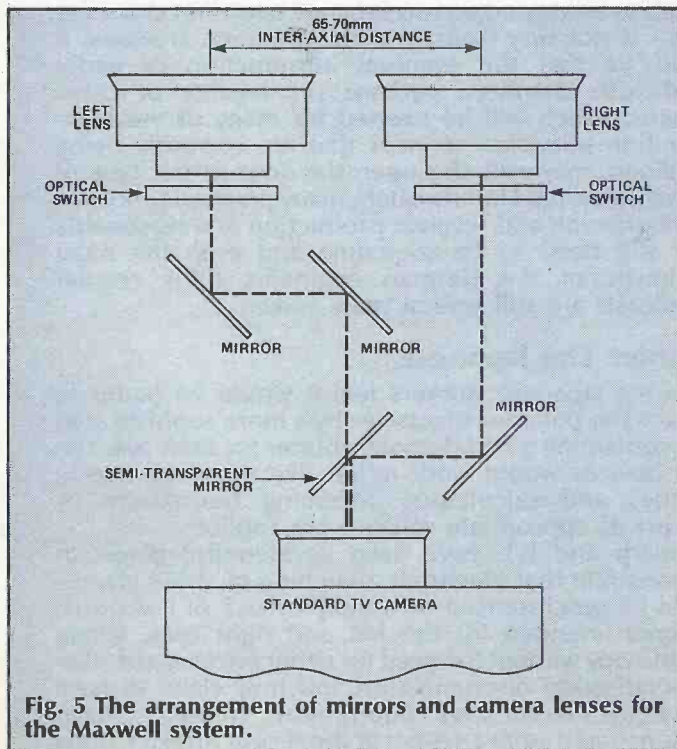 65-70mm
INTER-AXIAL DISTANCE
LEFT
LENS
RIGHT
LENS
OPTICAL
SWITCH
OPTICAL
SWITCH
MIRROR
MIRROR
MIRROR
SEMI-TRANSPARENT
MIRROR
STANDARD TV CAMERA
Fig. 5 The arrangement of mirrors and camera lenses for
the Maxwell system.